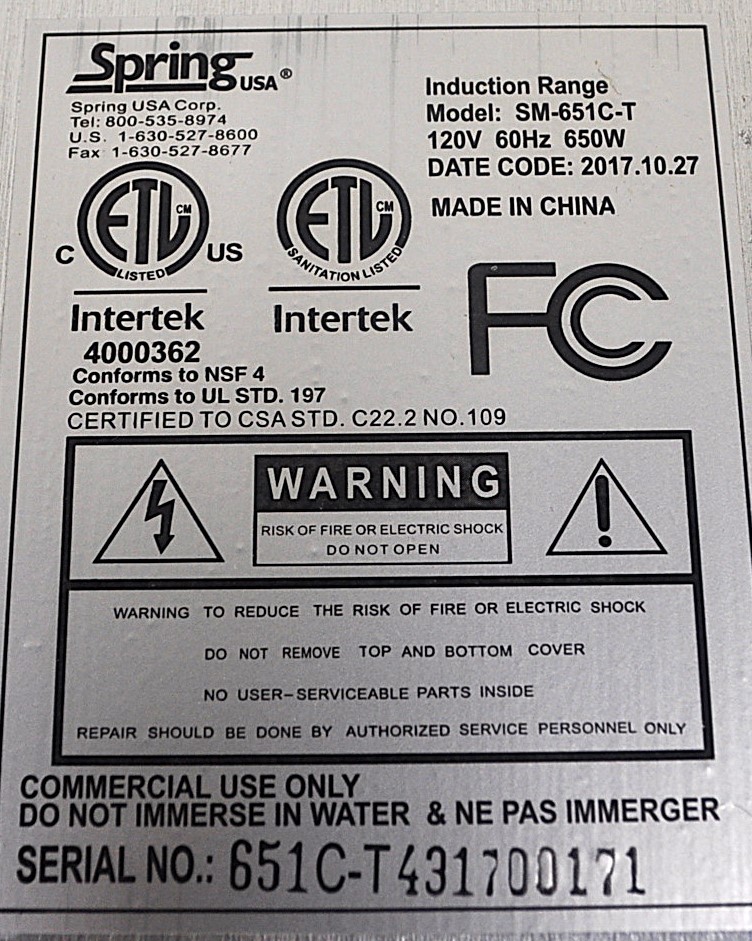 Spring USA®
Spring USA Corp.
Tel: 800-535-8974
U.S. 1-630-527-8600
Fax 1-630-527-8677
Induction Range
Model: SM-651C-T
120V 60Hz 650W
DATE CODE: 2017.10.27
MADE IN CHINA
C ETL CM LISTED US
Intertek
4000362
ETL CM SANITATION LISTED
Intertek
FC
Conforms to NSF 4
Conforms to UL STD. 197
CERTIFIED TO CSA STD. C22.2 NO.109
WARNING
RISK OF FIRE OR ELECTRIC SHOCK
DO NOT OPEN
WARNING TO REDUCE THE RISK OF FIRE OR ELECTRIC SHOCK
DO NOT REMOVE TOP AND BOTTOM COVER
NO USER-SERVICEABLE PARTS INSIDE
REPAIR SHOULD BE DONE BY AUTHORIZED SERVICE PERSONNEL ONLY
COMMERCIAL USE ONLY
DO NOT IMMERSE IN WATER & NE PAS IMMERGER
SERIAL NO.: 651C-T431700171